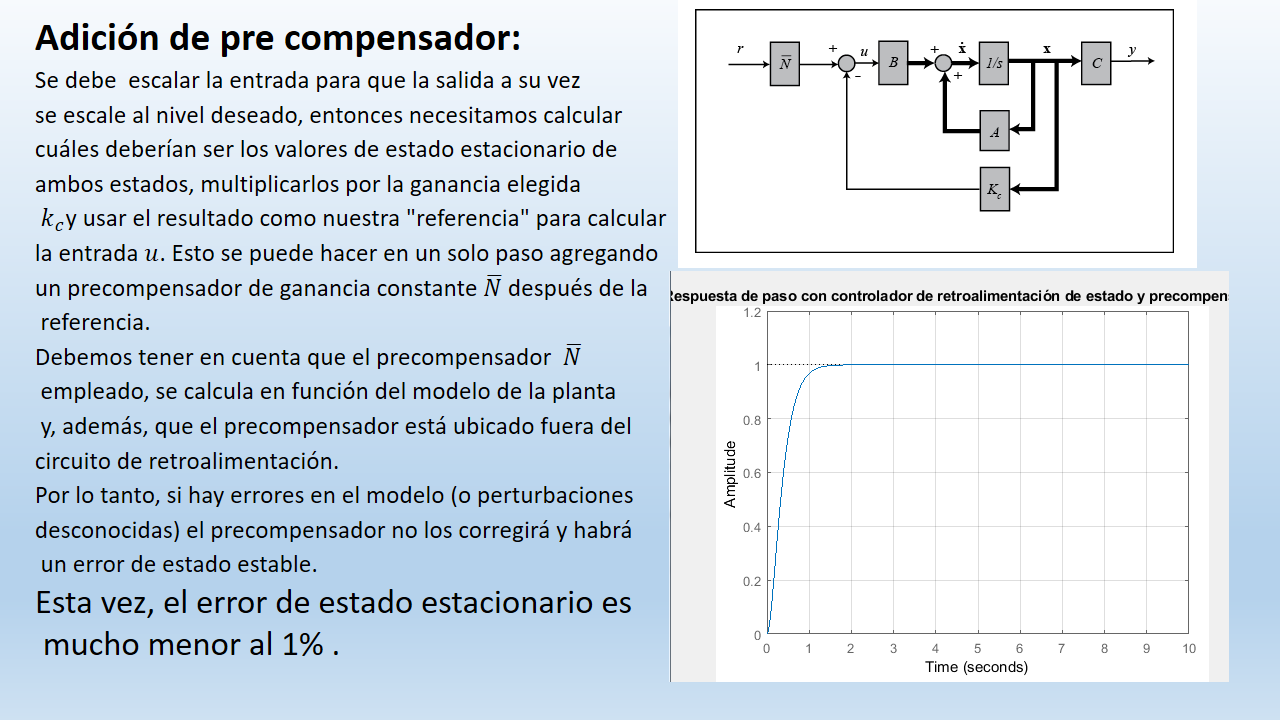 Adición de pre compensador:
Se debe escalar la entrada para que la salida a su vez
se escale al nivel deseado, entonces necesitamos calcular
cuáles deberían ser los valores de estado estacionario de
ambos estados, multiplicarlos por la ganancia elegida
k_c y usar el resultado como nuestra "referencia" para calcular
la entrada u. Esto se puede hacer en un solo paso agregando
un precompensador de ganancia constante N̅ después de la
referencia.
Debemos tener en cuenta que el precompensador N̅
empleado, se calcula en función del modelo de la planta
y, además, que el precompensador está ubicado fuera del
circuito de retroalimentación.
Por lo tanto, si hay errores en el modelo (o perturbaciones
desconocidas) el precompensador no los corregirá y habrá
un error de estado estable.
Esta vez, el error de estado estacionario es
mucho menor al 1% .
r N̅ + u B + ẋ 1/s x C y
- +
A
K_c
Respuesta de paso con controlador de retroalimentación de estado y precompen
1.2
1
0.8
0.6
0.4
0.2
0
Amplitude
0 1 2 3 4 5 6 7 8 9 10
Time (seconds)